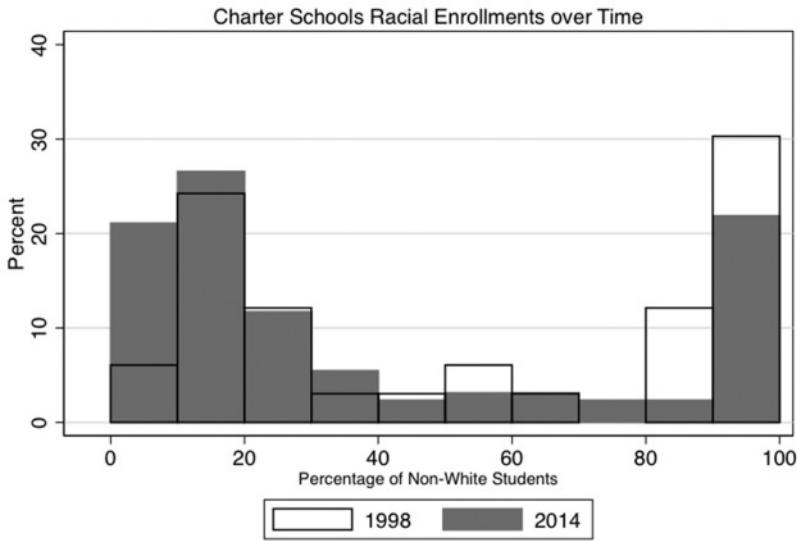 Charter Schools Racial Enrollments over Time
40
30
20
10
0
Percent
0 20 40 60 80 100
Percentage of Non-White Students
1998 2014